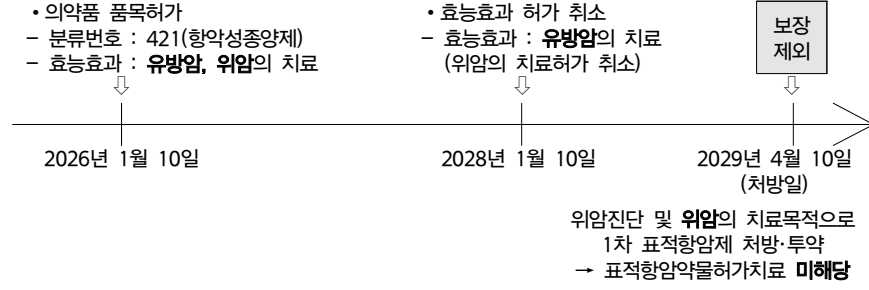 • 의약품 품목허가
- 분류번호 : 421(항악성종양제)
- 효능효과 : 유방암, 위암의 치료
• 효능효과 허가 취소
- 효능효과 : 유방암의 치료
(위암의 치료허가 취소)
보장
제외
2026년 1월 10일
2028년 1월 10일
2029년 4월 10일
(처방일)
위암진단 및 위암의 치료목적으로
1차 표적항암제 처방·투약
→ 표적항암약물허가치료 미해당